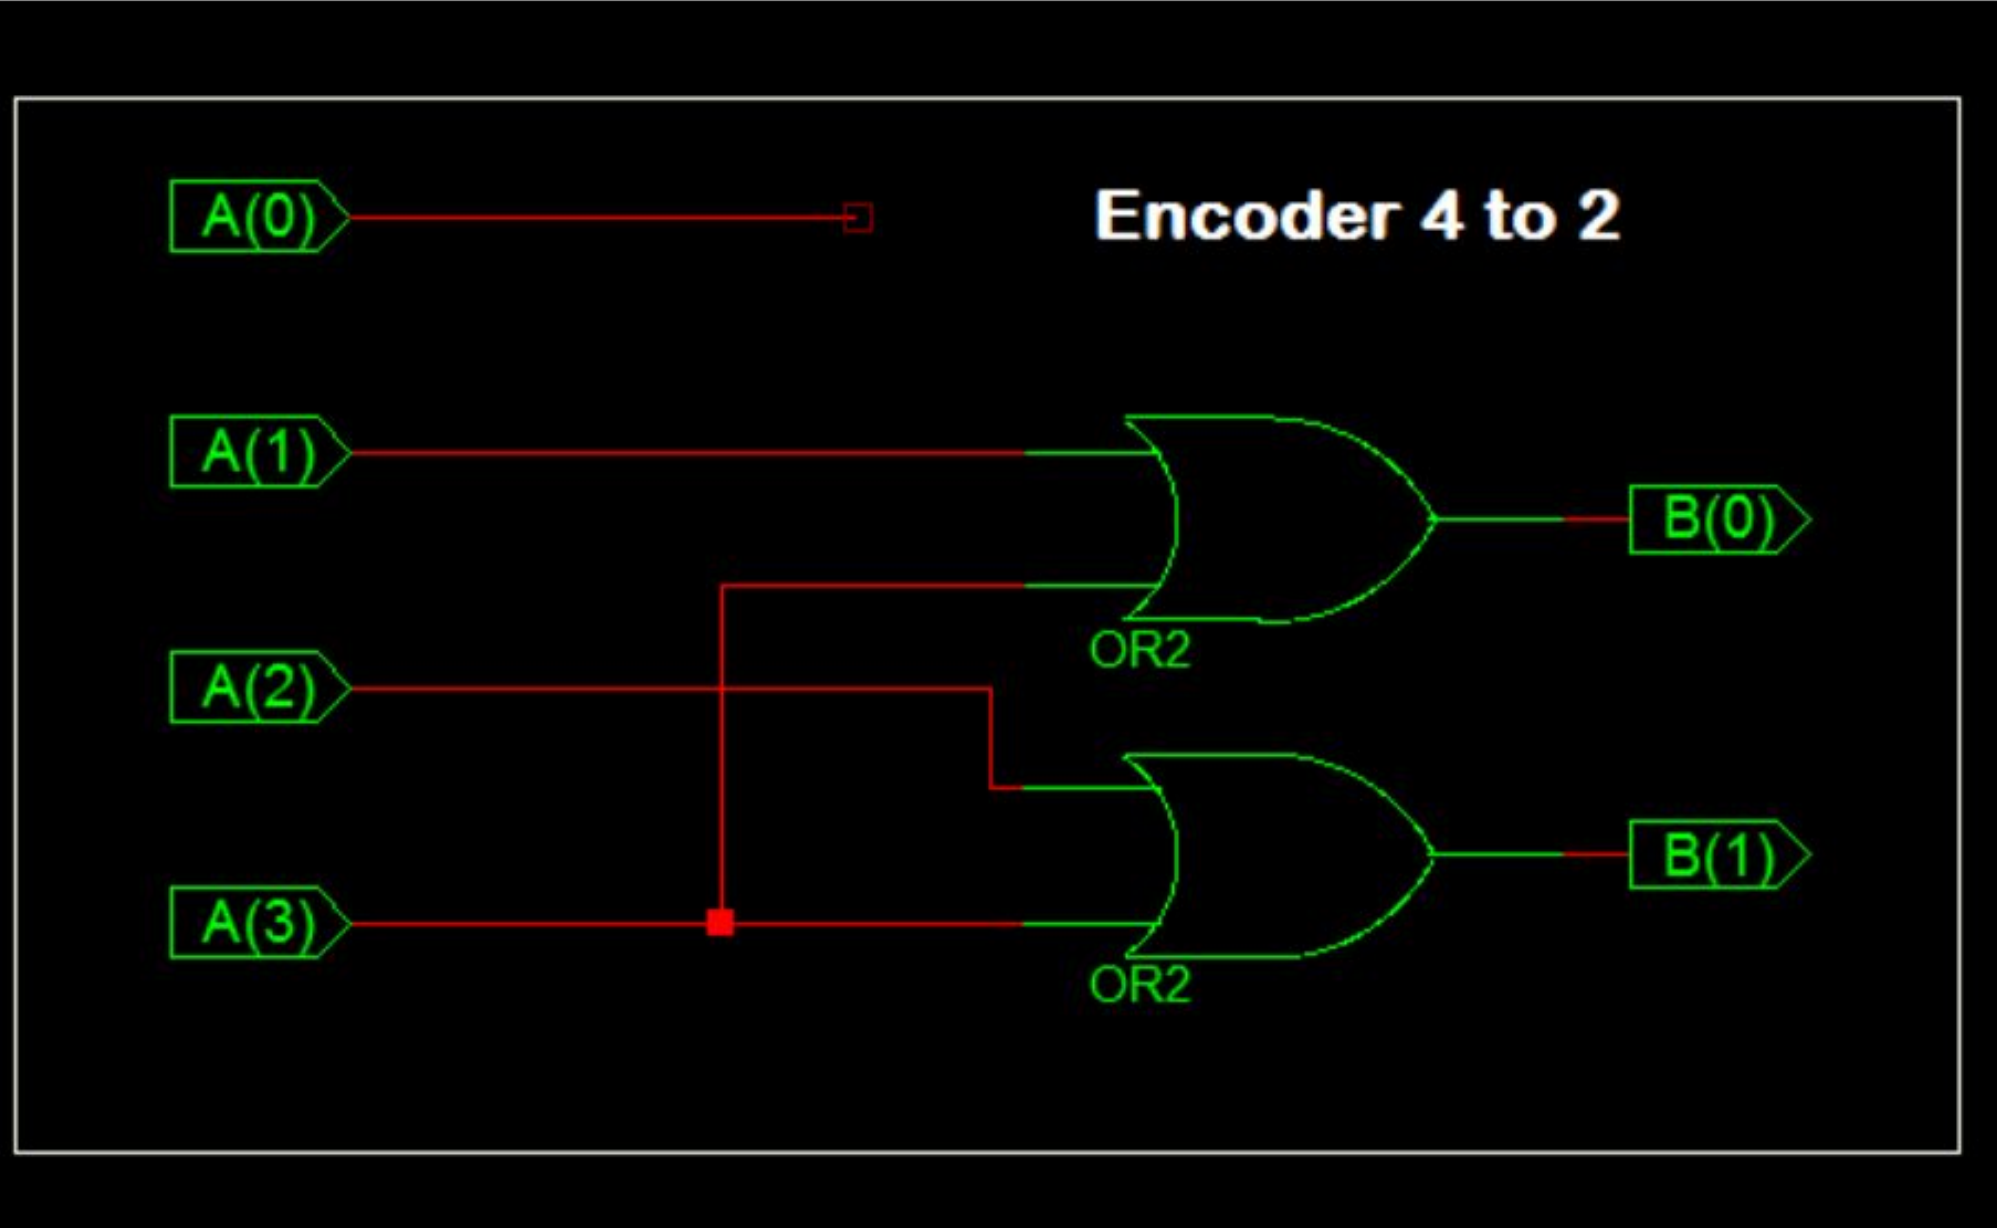 A(0)
Encoder 4 to 2
A(1)
B(0)
OR2
A(2)
B(1)
A(3)
OR2